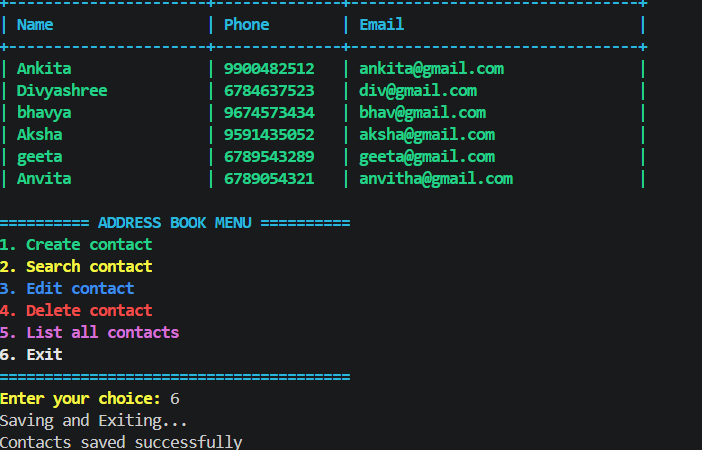 +----------------------+--------------+--------------------------------+
| Name                 | Phone        | Email                          |
+----------------------+--------------+--------------------------------+
| Ankita               | 9900482512   | ankita@gmail.com               |
| Divyashree           | 6784637523   | div@gmail.com                  |
| bhavya               | 9674573434   | bhav@gmail.com                 |
| Aksha                | 9591435052   | aksha@gmail.com                |
| geeta                | 6789543289   | geeta@gmail.com                |
| Anvita               | 6789054321   | anvitha@gmail.com              |
========== ADDRESS BOOK MENU ==========
1. Create contact
2. Search contact
3. Edit contact
4. Delete contact
5. List all contacts
6. Exit
=======================================
Enter your choice: 6
Saving and Exiting...
Contacts saved successfully